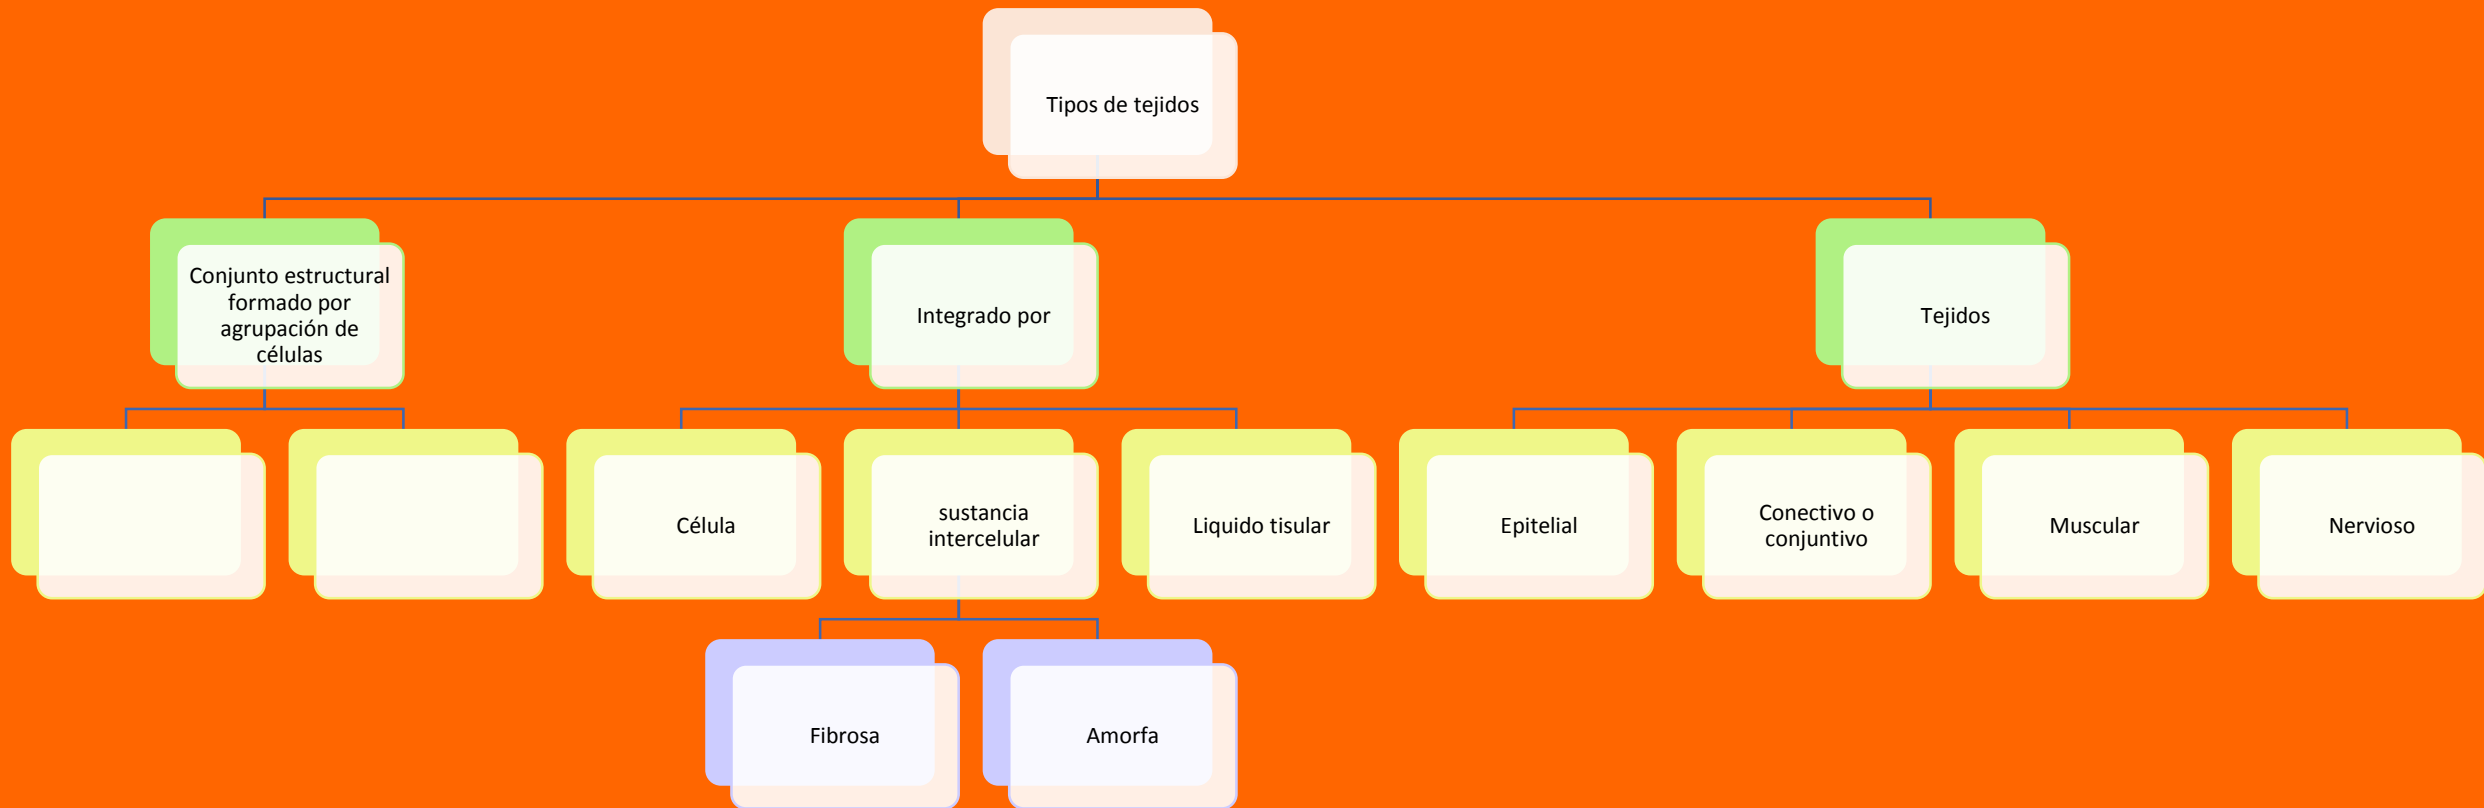 Tipos de tejidos
Conjunto estructural
formado por
agrupación de
células
Integrado por
Tejidos
Célula
sustancia
intercelular
Liquido tisular
Epitelial
Conectivo o
conjuntivo
Muscular
Nervioso
Fibrosa
Amorfa